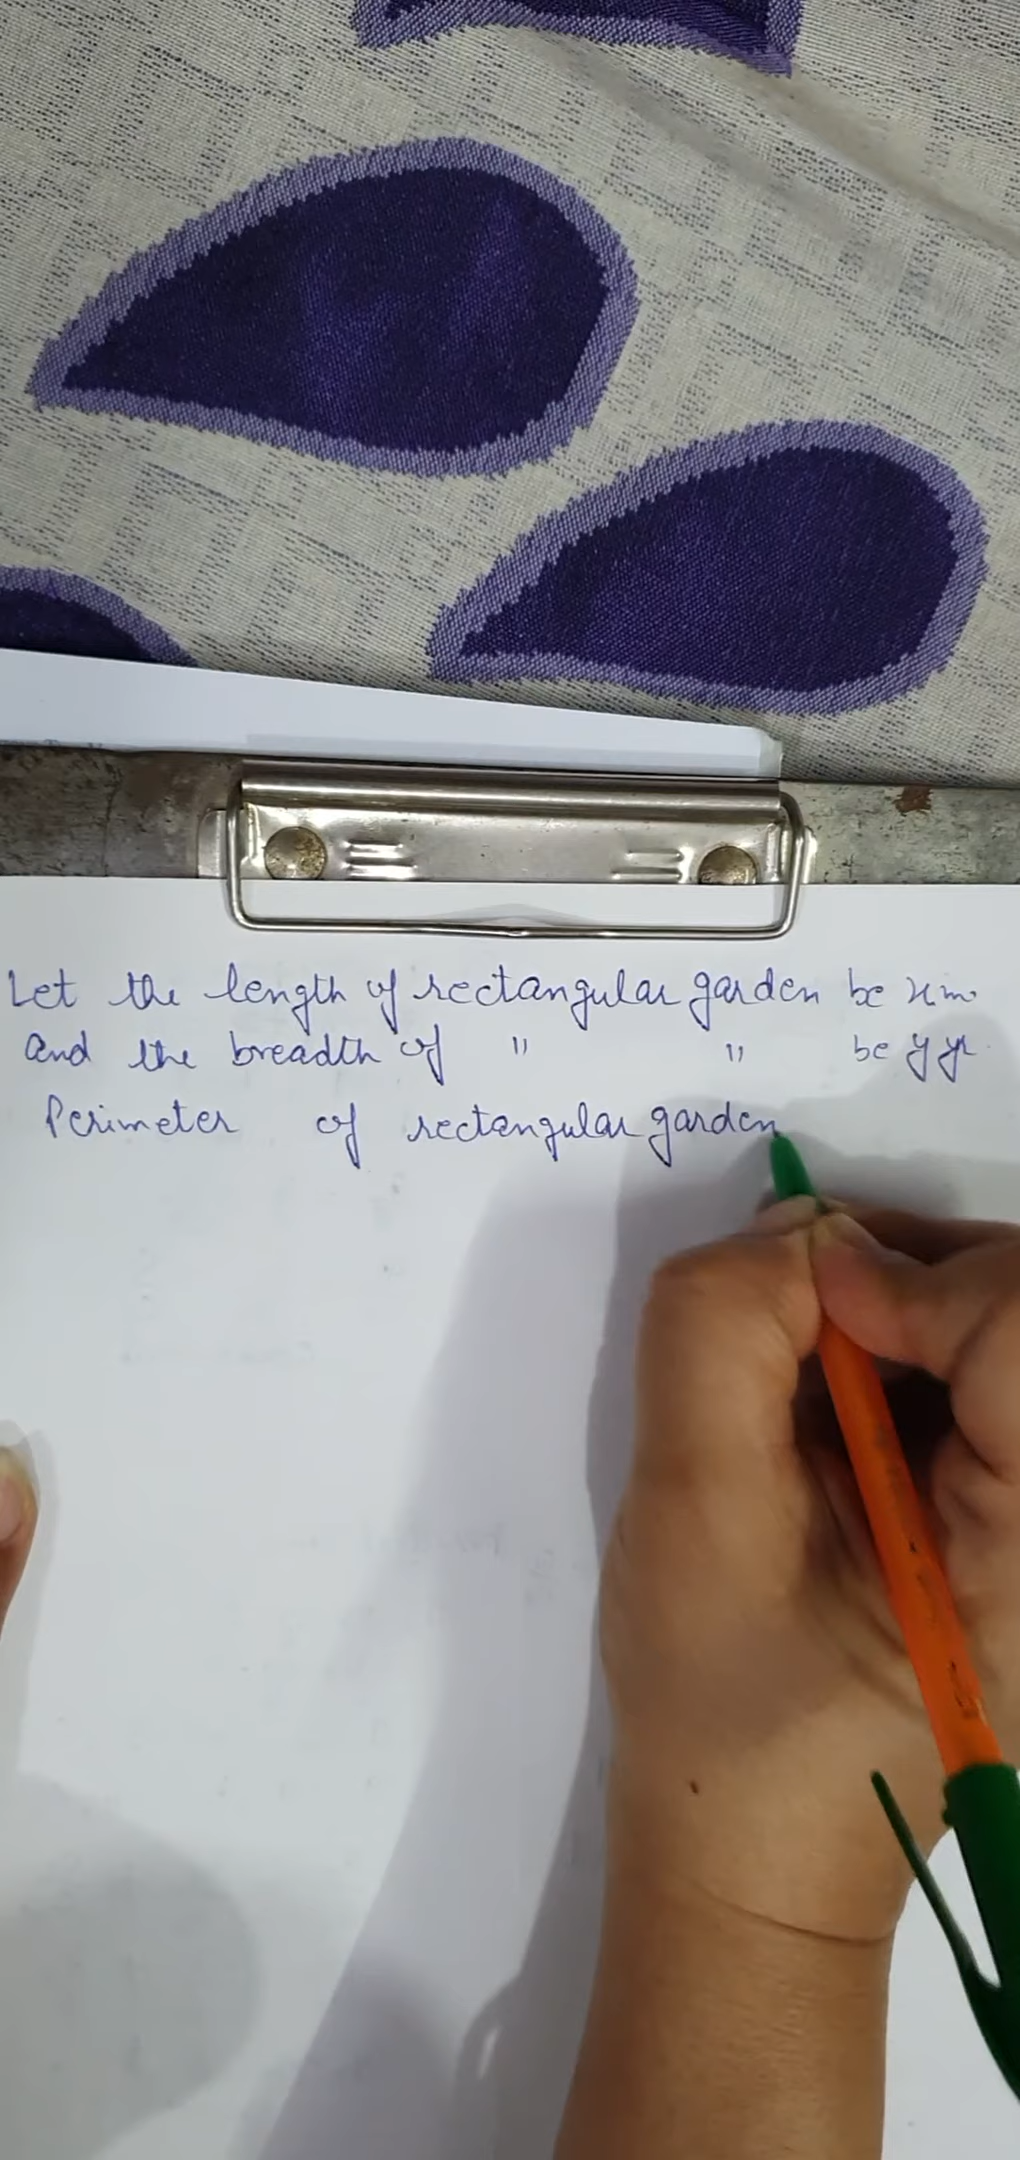 Let the length of rectangular garden be x m
and the breadth of " " be y
Perimeter of rectangular garden